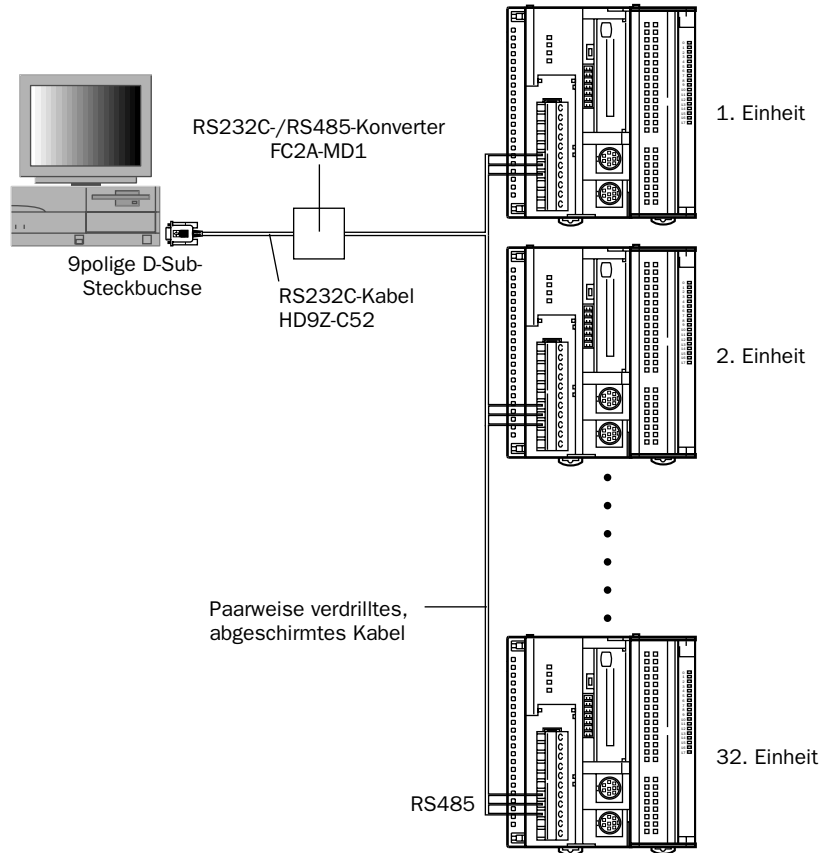 1. Einheit
RS232C-/RS485-Konverter
FC2A-MD1
9polige D-Sub-
Steckbuchse
RS232C-Kabel
HD9Z-C52
2. Einheit
Paarweise verdrilltes,
abgeschirmtes Kabel
32. Einheit
RS485